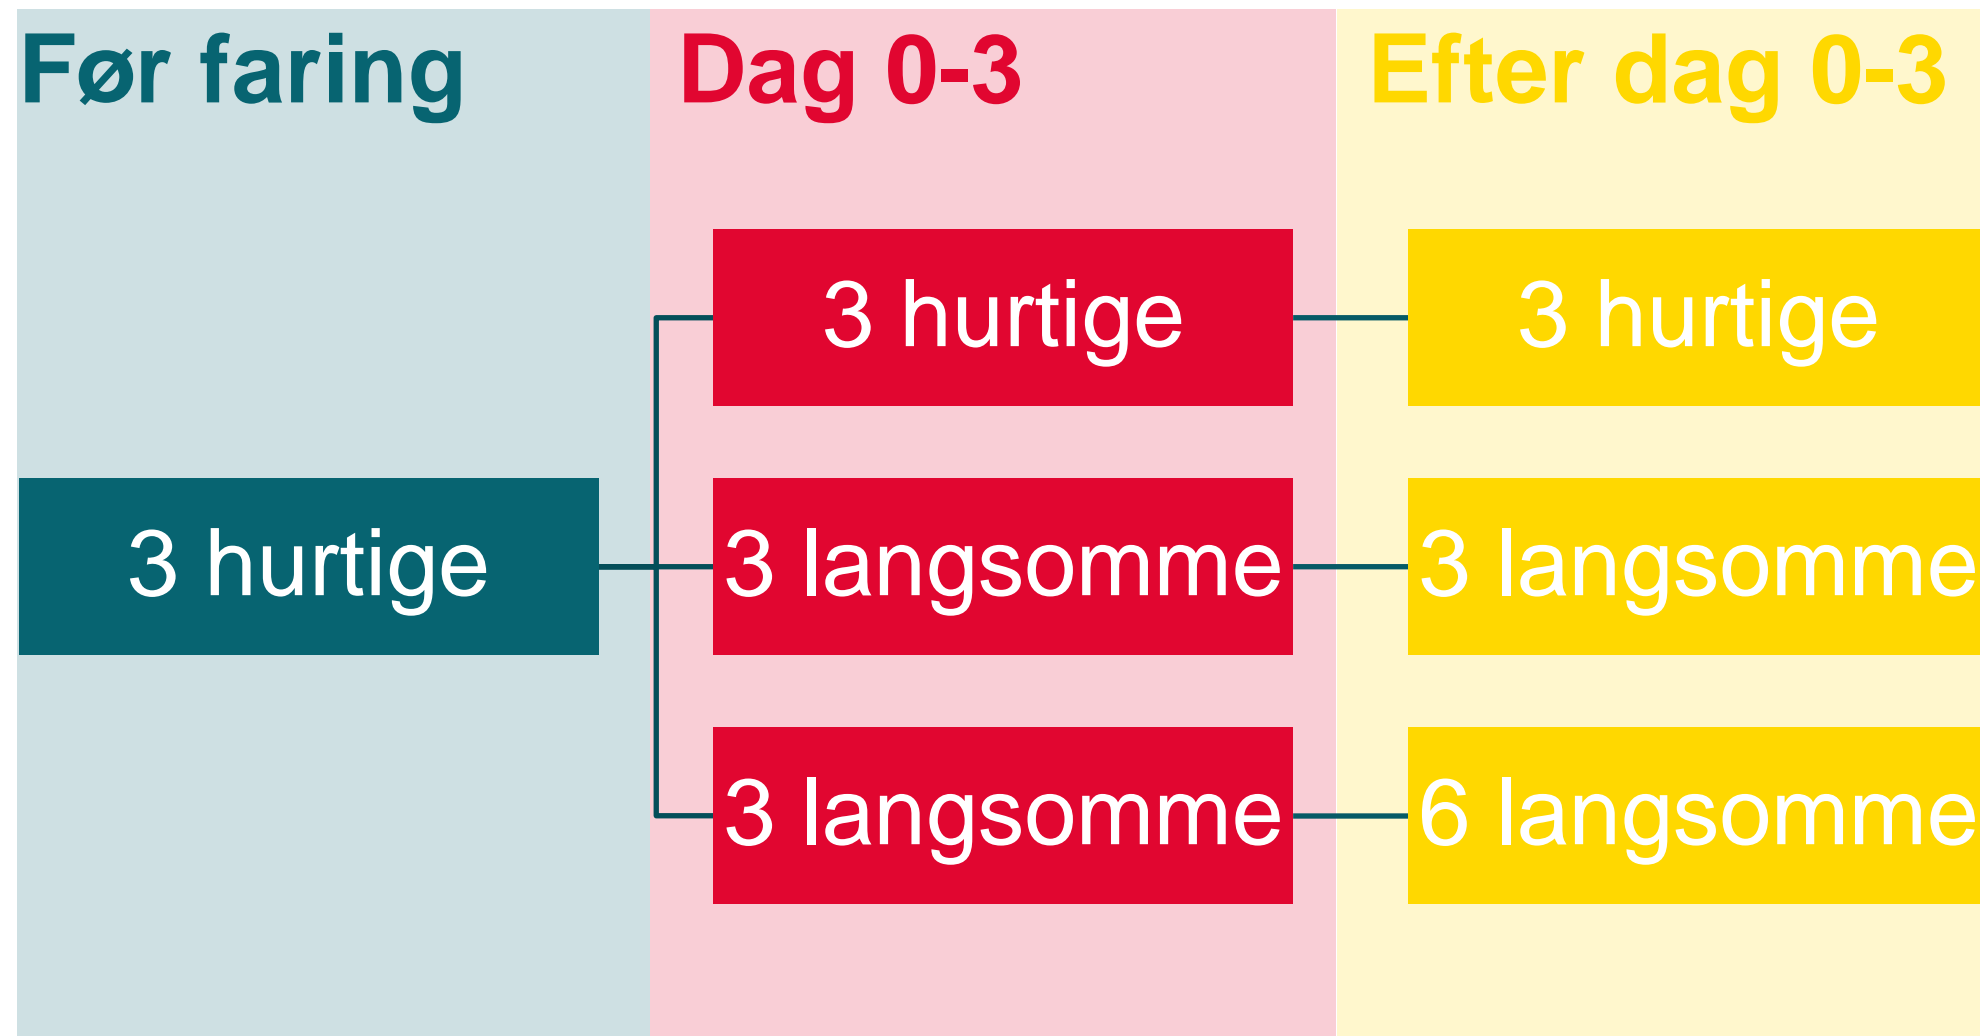 Før faring
Dag 0-3
Efter dag 0-3
3 hurtige
3 hurtige
3 hurtige
3 langsomme
3 langsomme
3 langsomme
6 langsomme